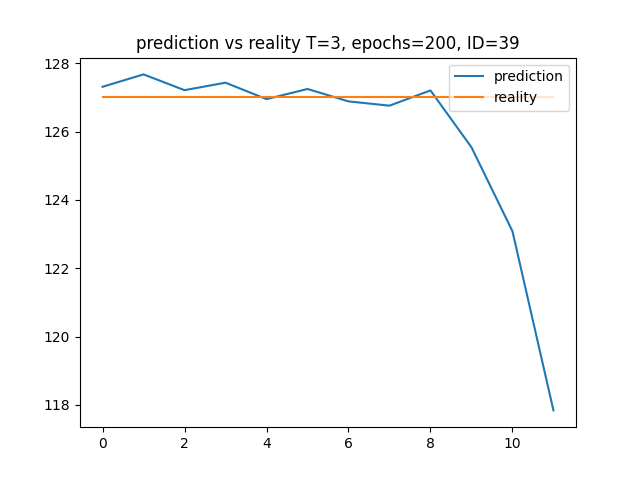 prediction vs reality T=3, epochs=200, ID=39
128
126
124
122
120
118
0 2 4 6 8 10
prediction
reality